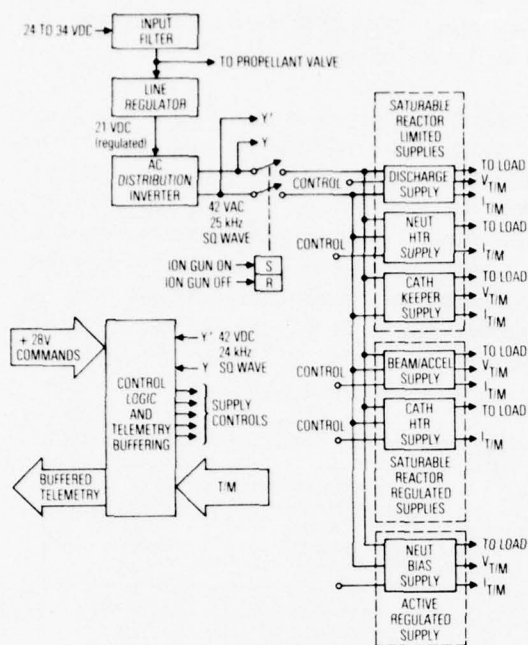 24 TO 34 VDC
INPUT
FILTER
TO PROPELLANT VALVE
LINE
REGULATOR
21 VDC
(regulated)
AC
DISTRIBUTION
INVERTER
Y'
Y
42 VAC
25 kHz
SQ WAVE
ION GUN ON
S
ION GUN OFF
R
SATURABLE
REACTOR
LIMITED
SUPPLIES
CONTROL
DISCHARGE
SUPPLY
TO LOAD
VT/M
IT/M
CONTROL
NEUT
HTR
SUPPLY
TO LOAD
IT/M
CATH
KEEPER
SUPPLY
TO LOAD
VT/M
IT/M
CONTROL
BEAM/ACCEL
SUPPLY
TO LOAD
VT/M
IT/M
CONTROL
CATH
HTR
SUPPLY
TO LOAD
IT/M
SATURABLE
REACTOR
REGULATED
SUPPLIES
NEUT
BIAS
SUPPLY
TO LOAD
VT/M
IT/M
ACTIVE
REGULATED
SUPPLY
+ 28V
COMMANDS
CONTROL
LOGIC
AND
TELEMETRY
BUFFERING
Y' 42 VDC
24 kHz
Y SQ WAVE
SUPPLY
CONTROLS
BUFFERED
TELEMETRY
T/M